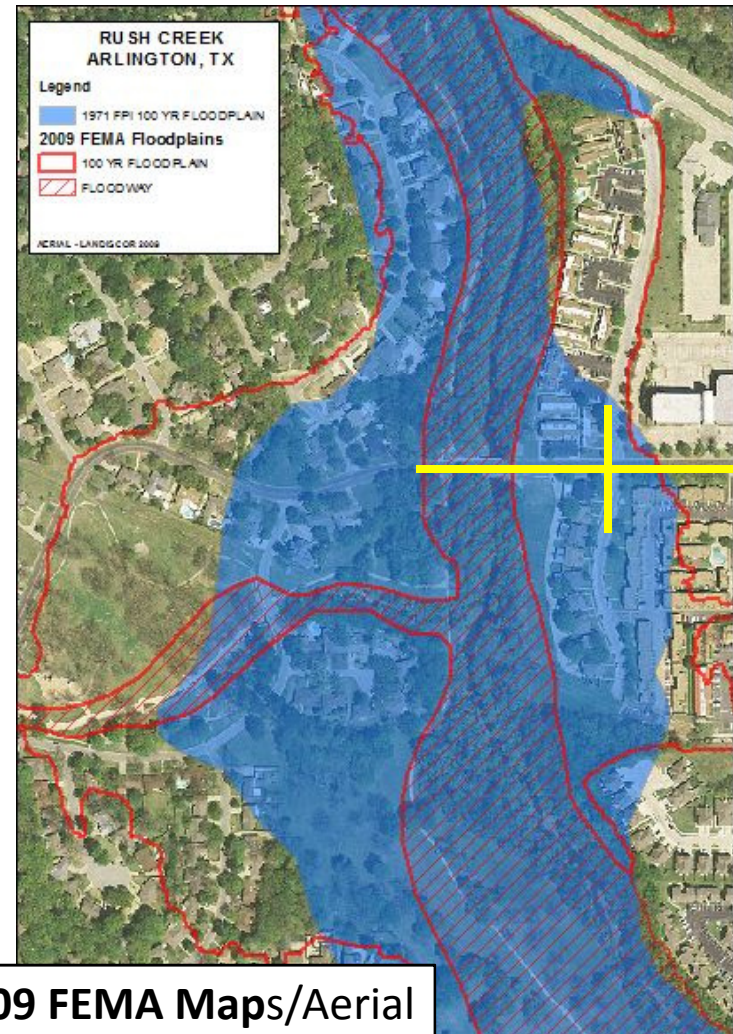 RUSH CREEK
ARLINGTON, TX
Legend
1971 FPI 100 YR FLOODPLAIN
2009 FEMA Floodplains
100 YR FLOODPLAIN
FLOODWAY
AERIAL - LANDISCOR 2009
09 FEMA Maps/Aerial